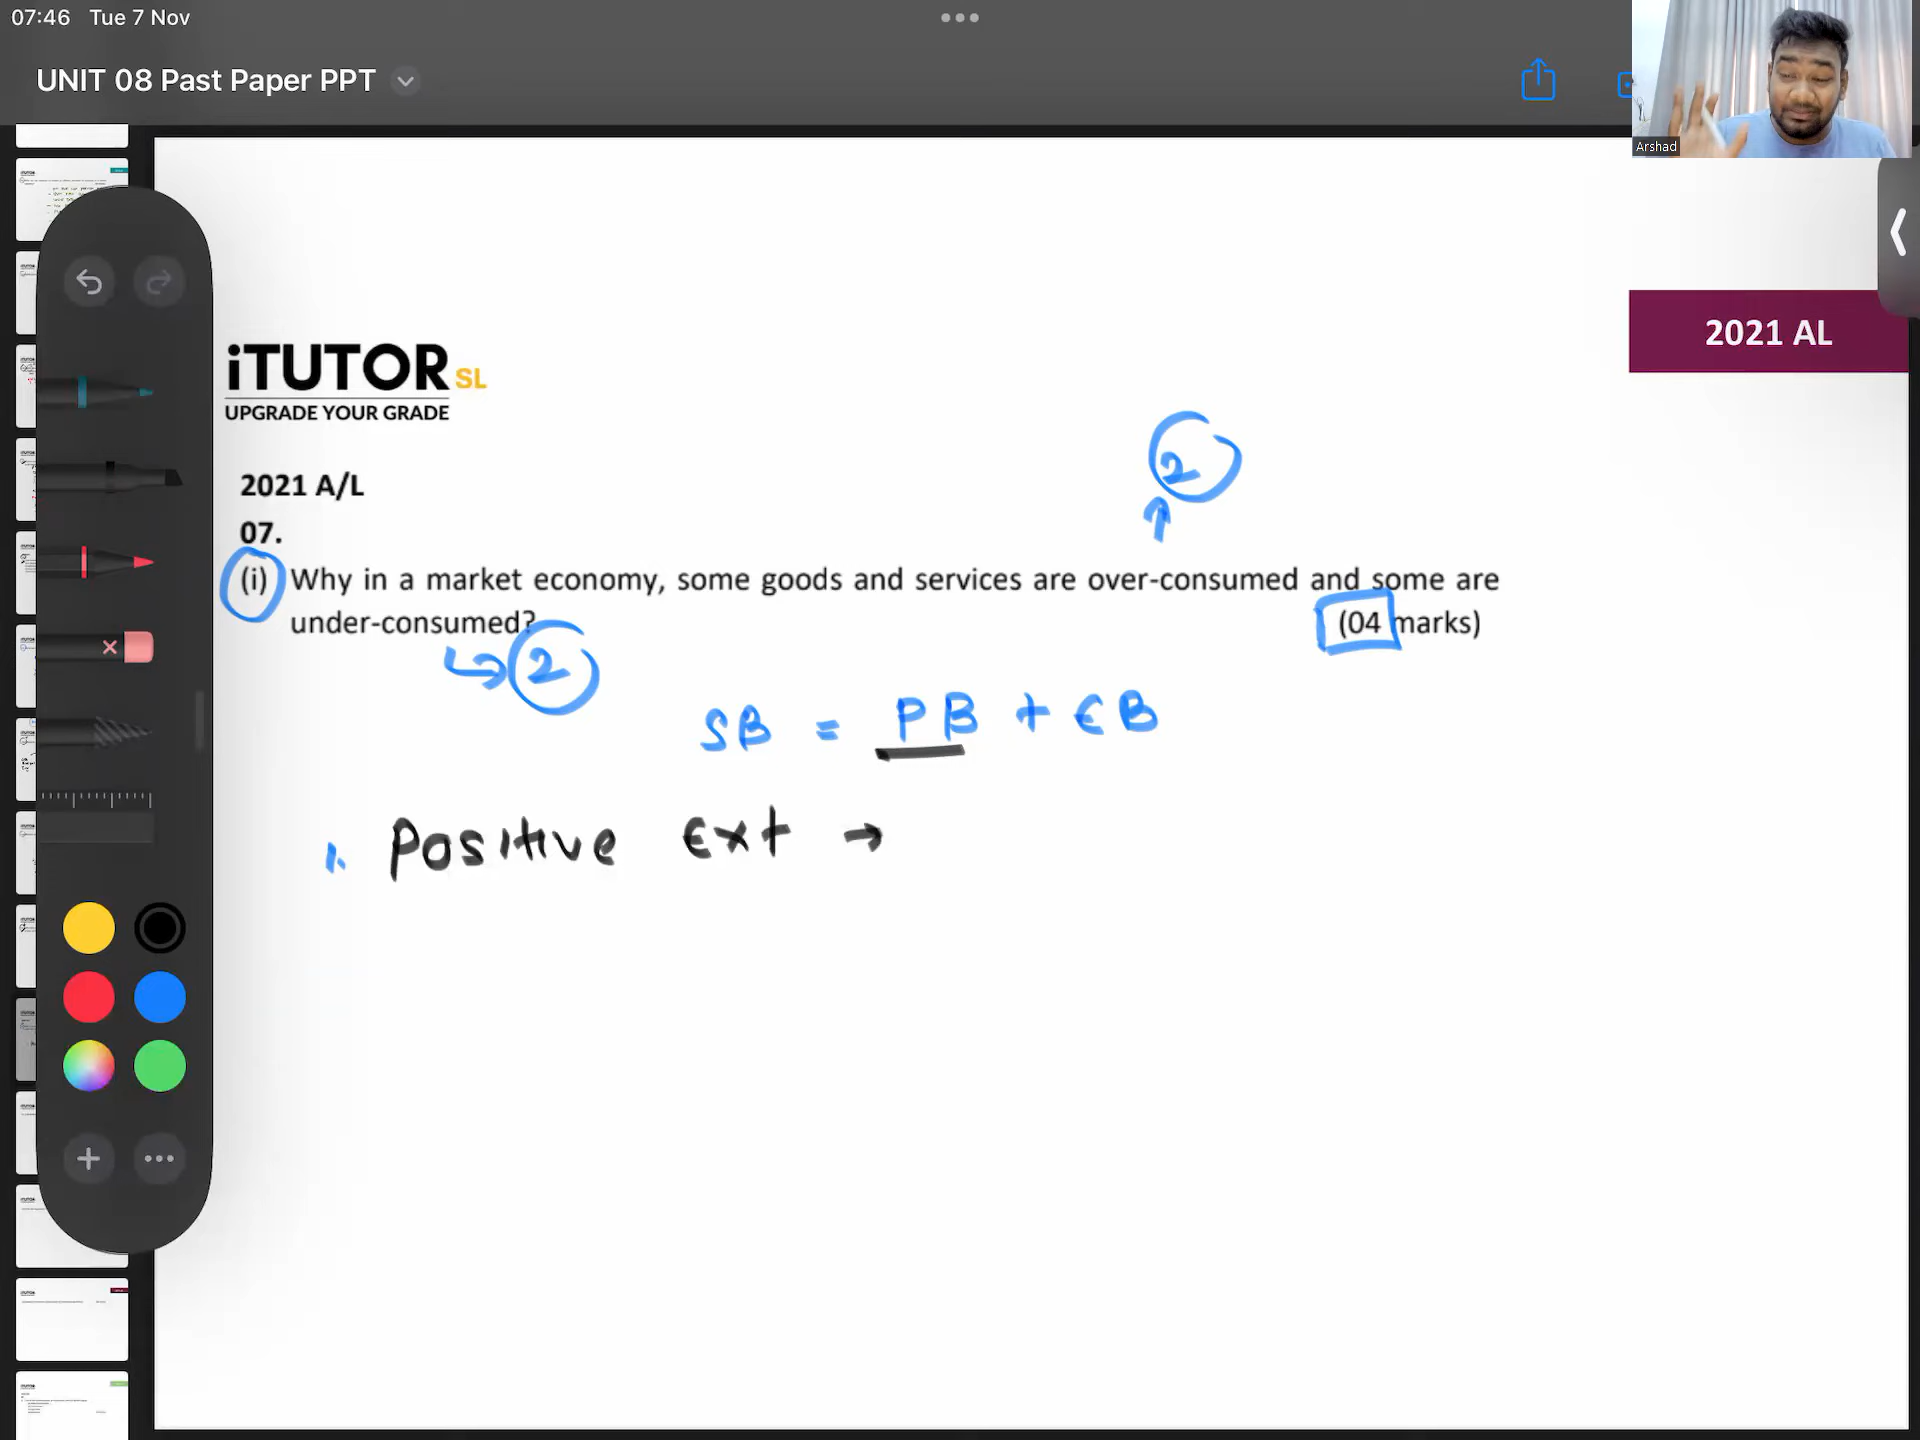 07:46 Tue 7 Nov
UNIT 08 Past Paper PPT
Arshad
2021 AL
iTUTOR SL
UPGRADE YOUR GRADE
2
2021 A/L
07.
(i) Why in a market economy, some goods and services are over-consumed and some are
under-consumed? (04 marks)
2
SB = PB + EB
1. Positive Ext →